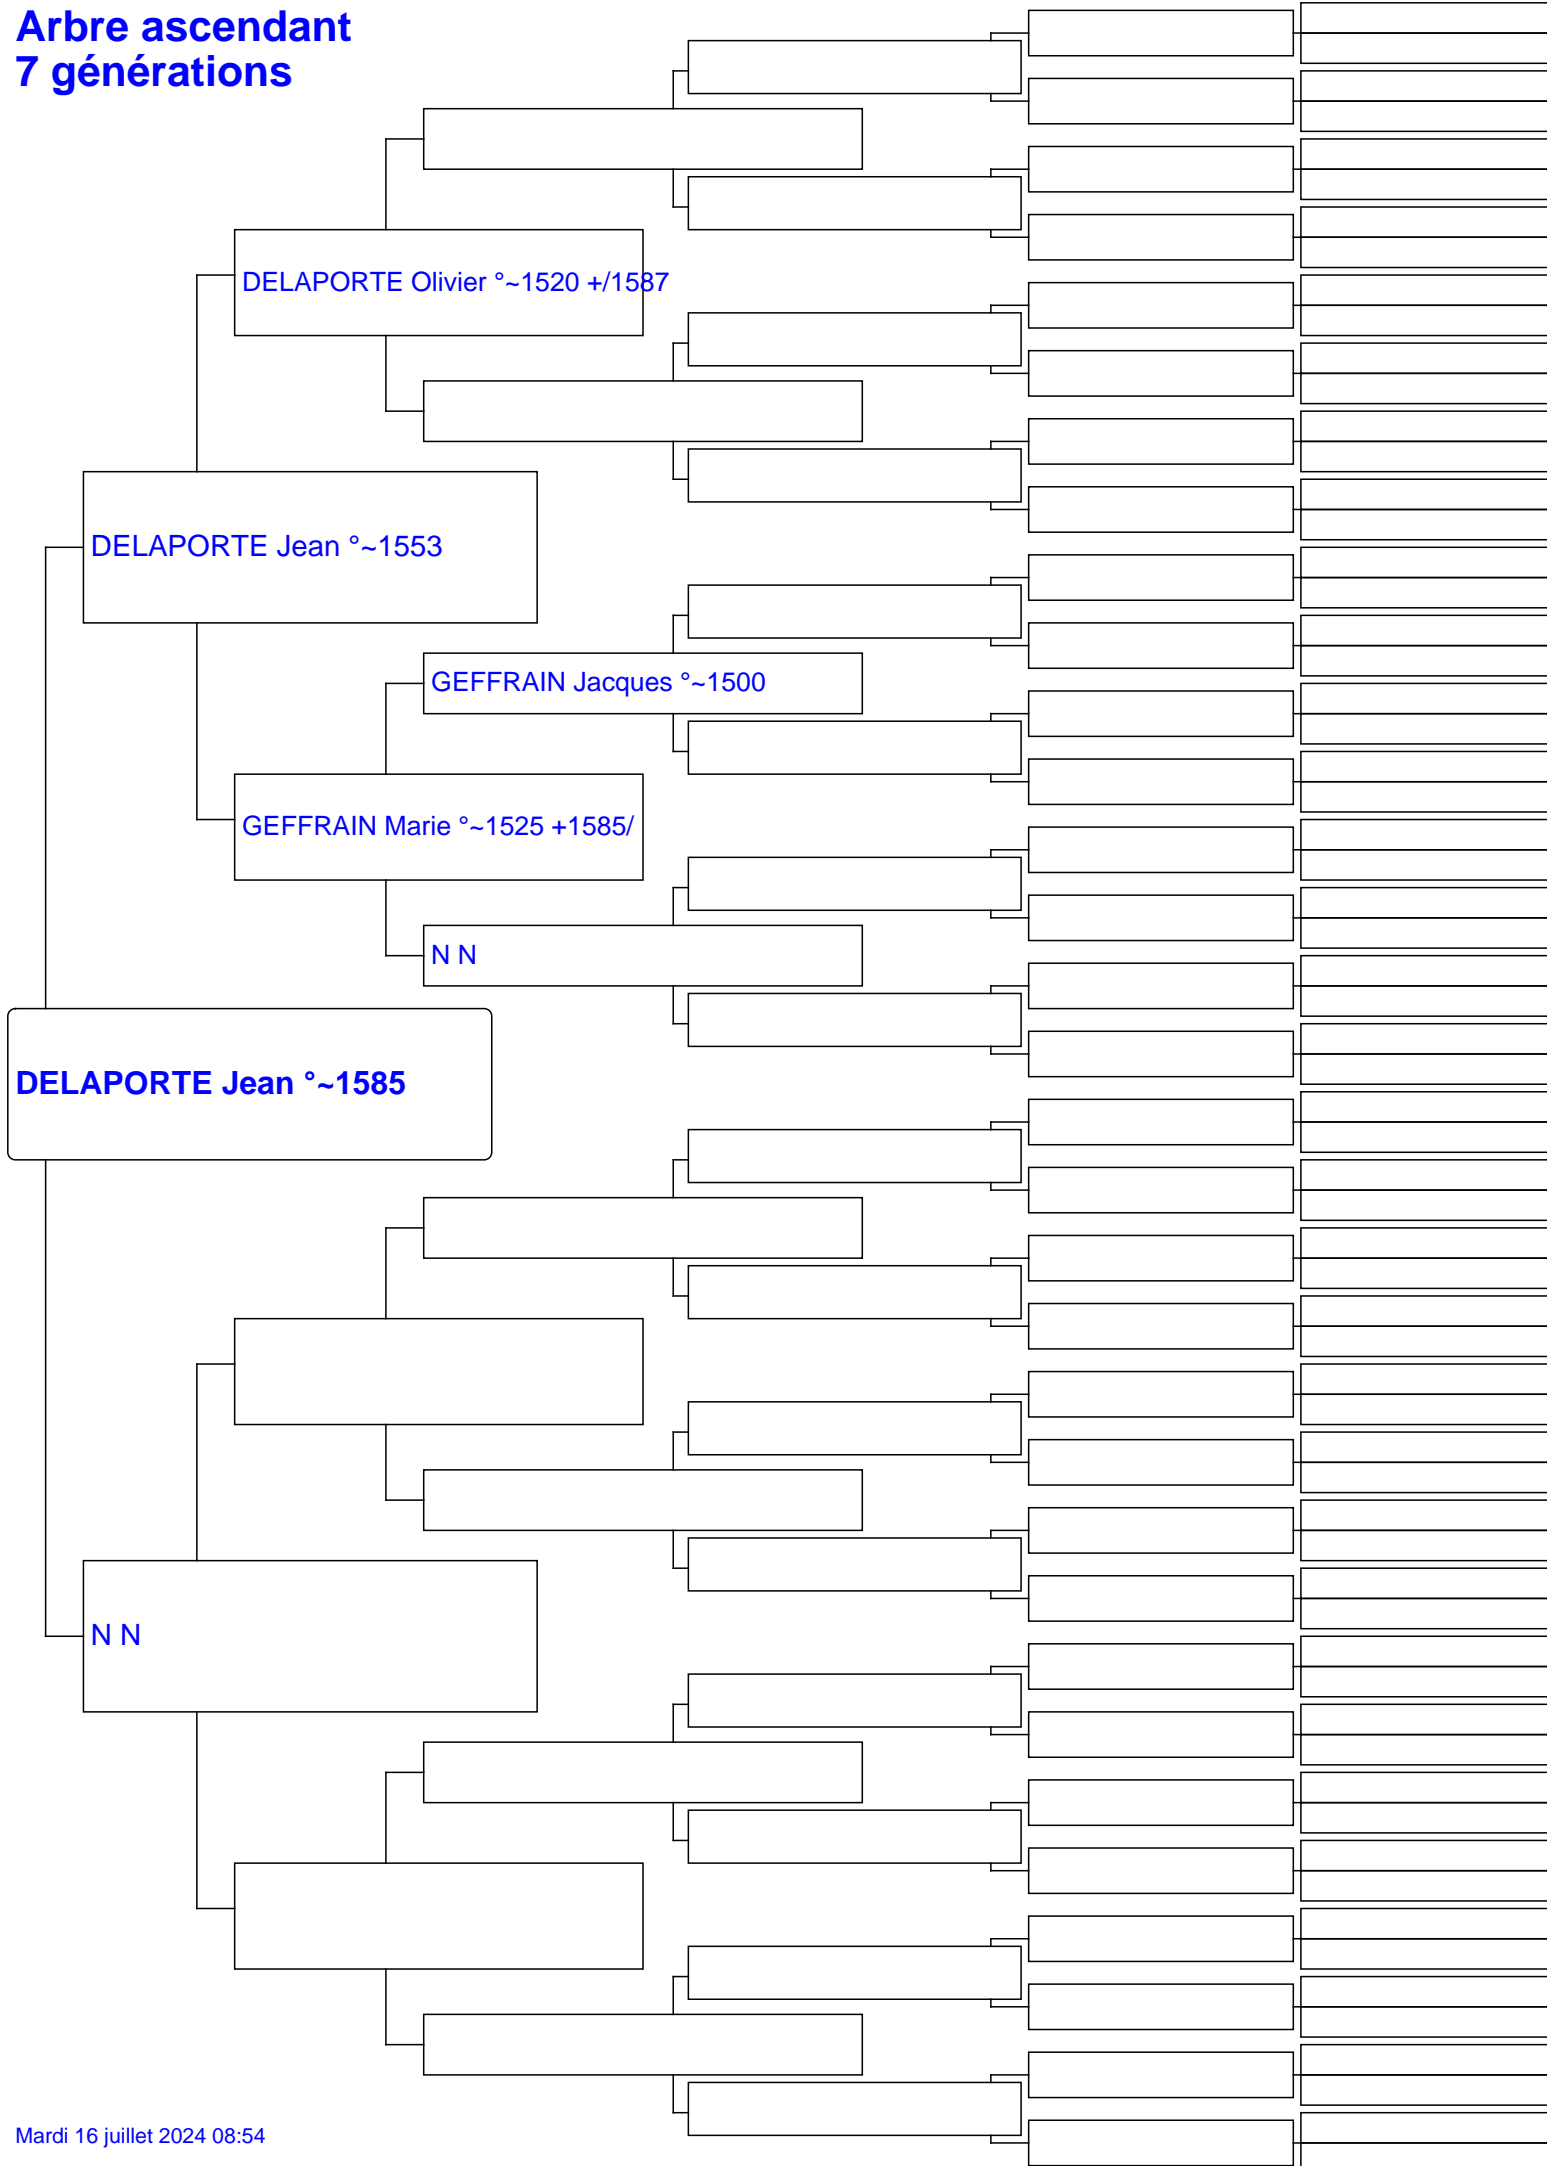 Arbre ascendant
7 générations
DELAPORTE Olivier °~1520 +/1587
DELAPORTE Jean °~1553
GEFFRAIN Jacques °~1500
GEFFRAIN Marie °~1525 +1585/
N N
DELAPORTE Jean °~1585
N N
Mardi 16 juillet 2024 08:54